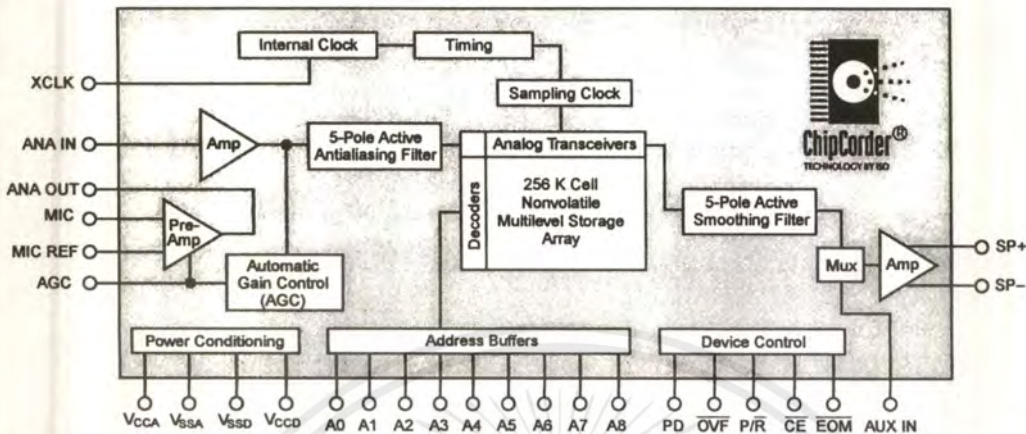 Internal Clock
Timing
XCLK
Sampling Clock
ChipCorder®
TECHNOLOGY BY ISD
ANA IN
Amp
5-Pole Active
Antialiasing Filter
Analog Transceivers
Decoders
256 K Cell
Nonvolatile
Multilevel Storage
Array
ANA OUT
MIC
Pre-
Amp
MIC REF
AGC
Automatic
Gain Control
(AGC)
5-Pole Active
Smoothing Filter
Mux
Amp
SP+
SP–
Power Conditioning
Address Buffers
Device Control
VCCA VSSA VSSD VCCD A0 A1 A2 A3 A4 A5 A6 A7 A8 PD O̅V̅F̅ P/R̅ C̅E̅ E̅O̅M̅ AUX IN